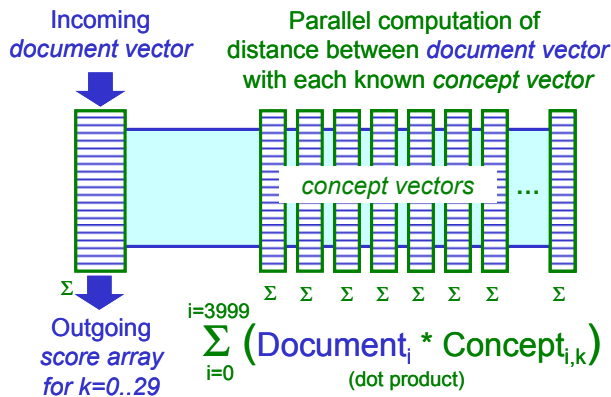 Incoming
document vector
Parallel computation of
distance between document vector
with each known concept vector
concept vectors
...
Σ Σ Σ Σ Σ Σ Σ Σ Σ
Outgoing
score array
for k=0..29
i=3999
Σ (Document_i * Concept_i,k)
i=0
(dot product)